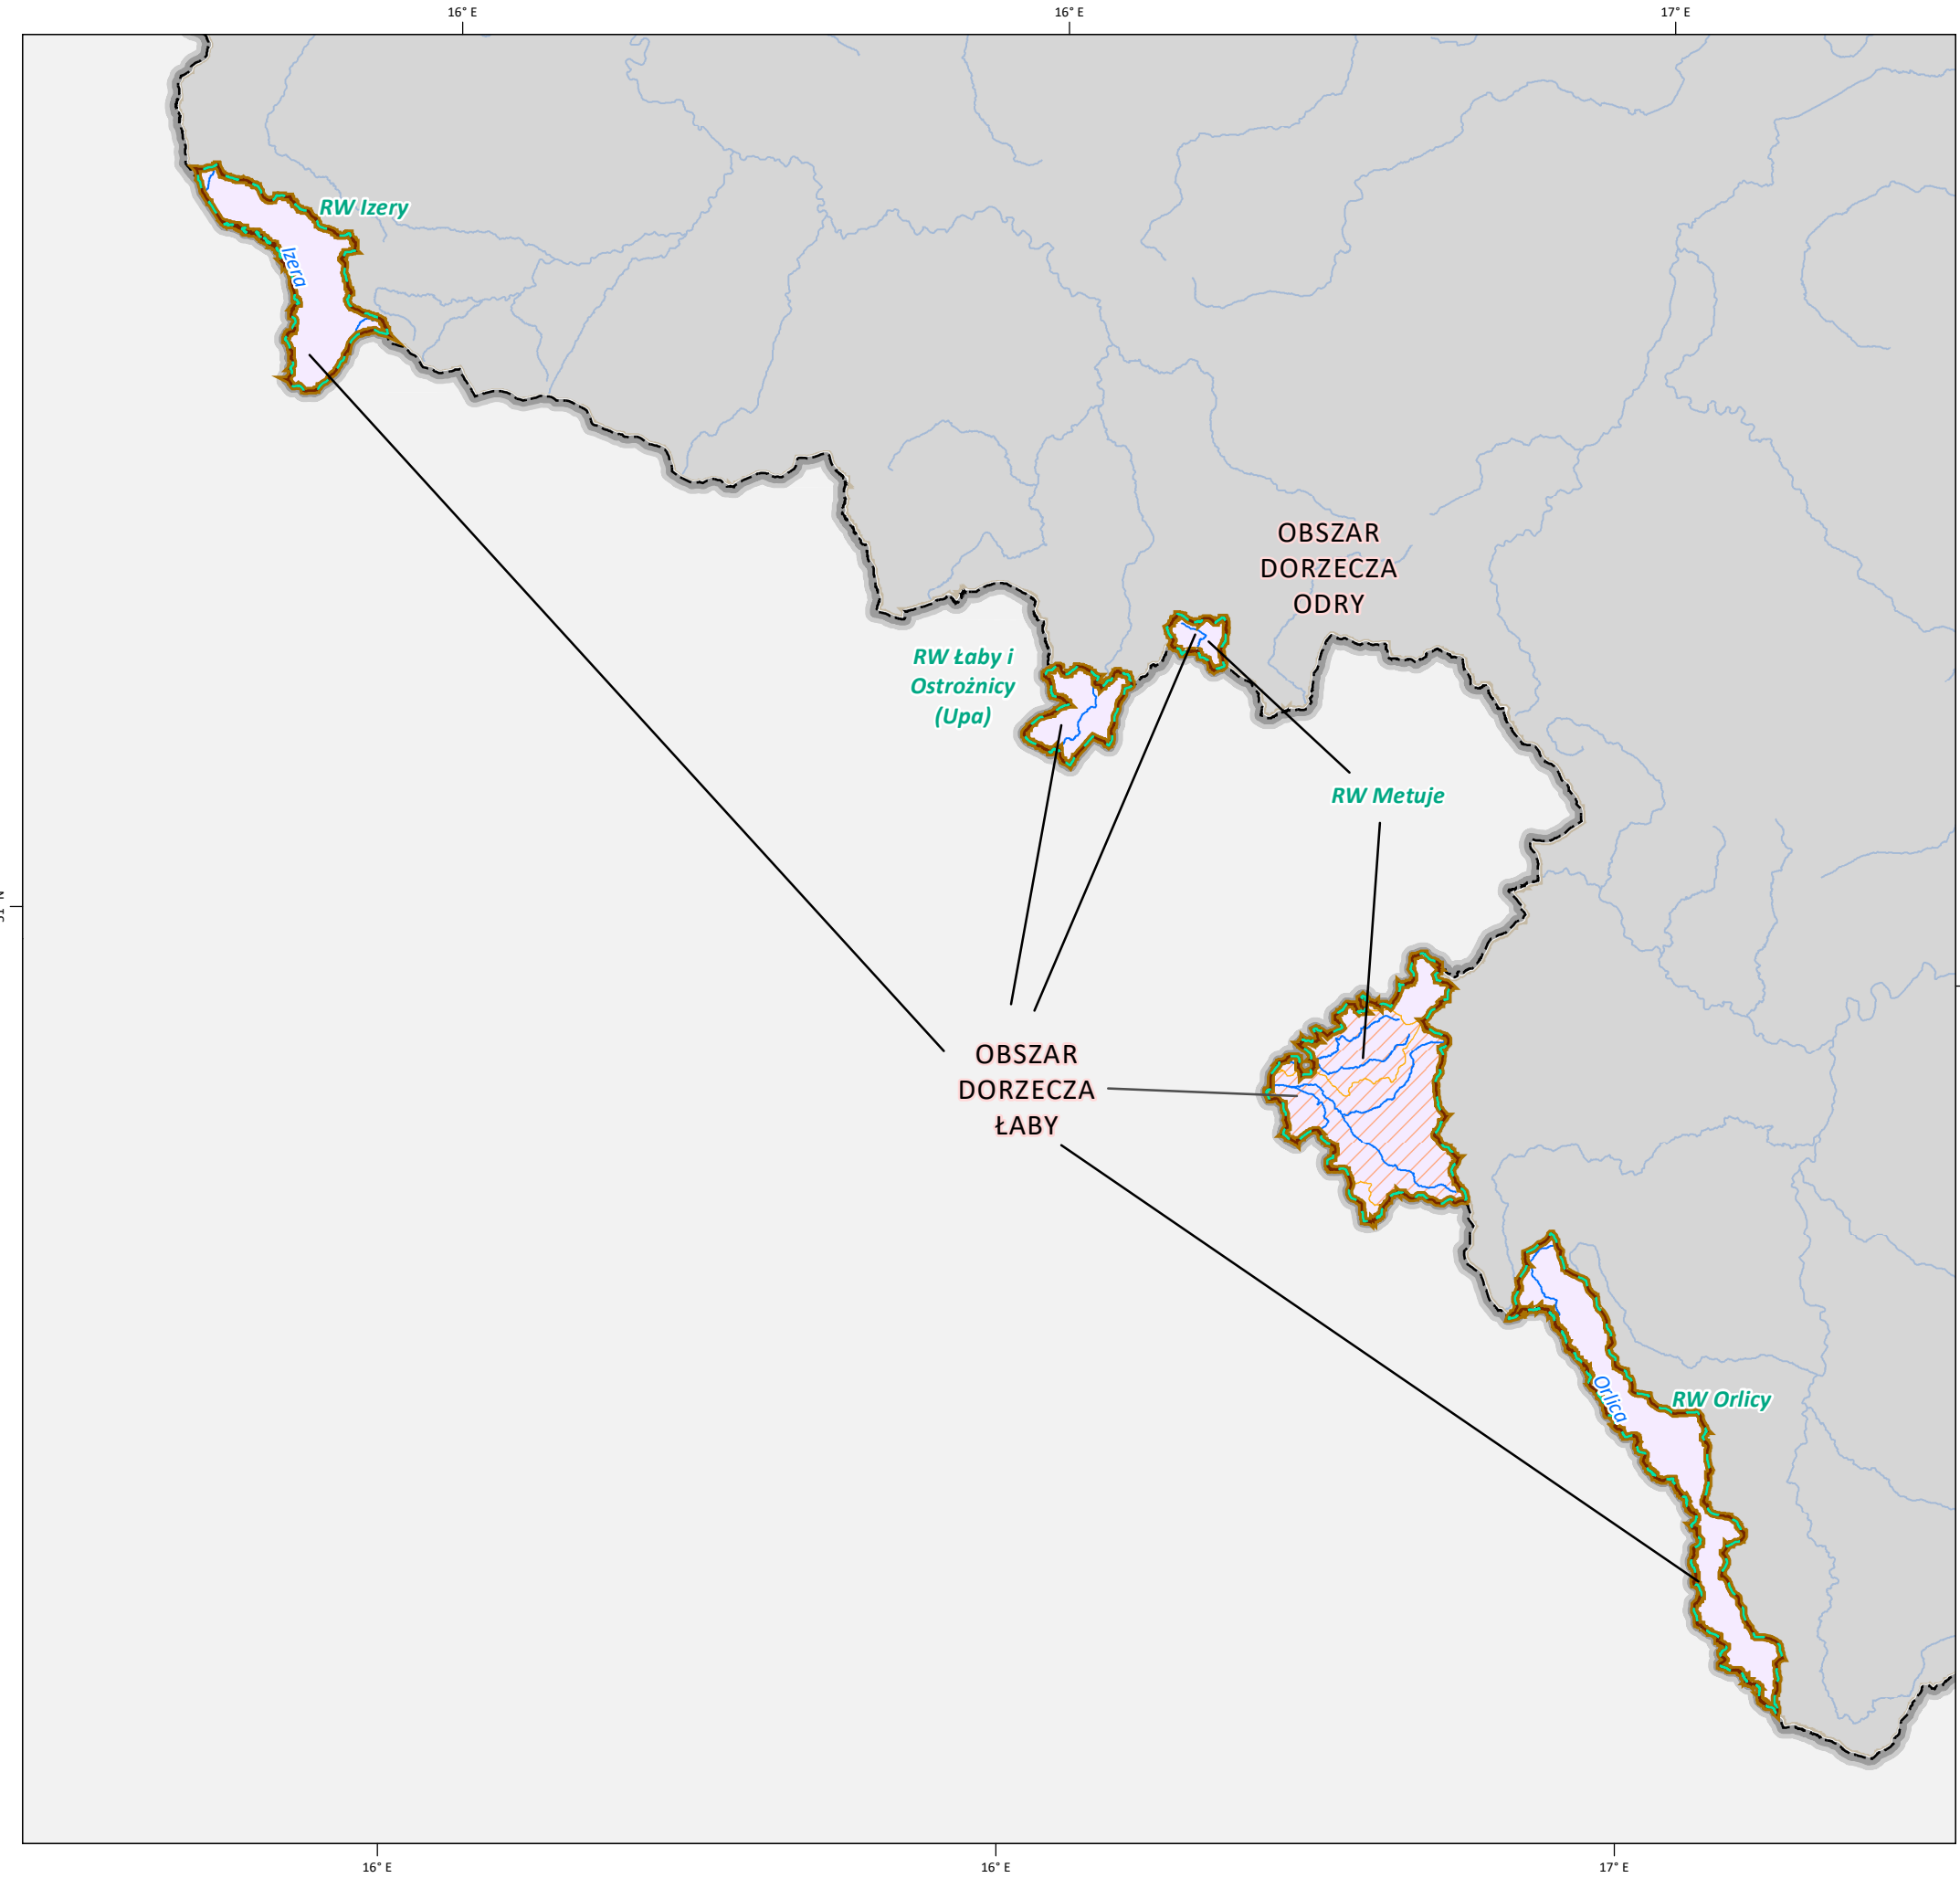 16° E
16° E
17° E
RW Izery
Izera
OBSZAR
DORZECZA
ODRY
RW Łaby i
Ostrożnicy
(Upa)
RW Metuje
OBSZAR
DORZECZA
ŁABY
Orlica
RW Orlicy
16° E
16° E
17° E